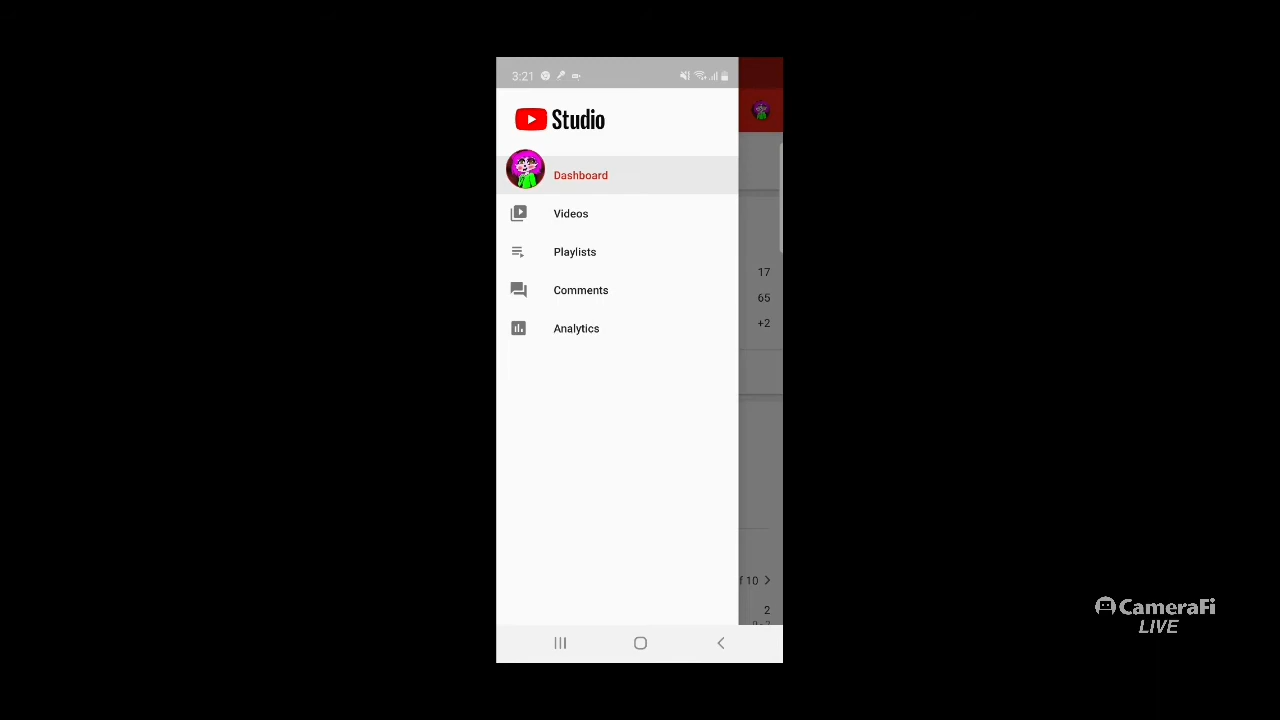 3:21
Studio
Dashboard
Videos
Playlists
Comments
Analytics
17
65
+2
f 10
2
CameraFi
LIVE